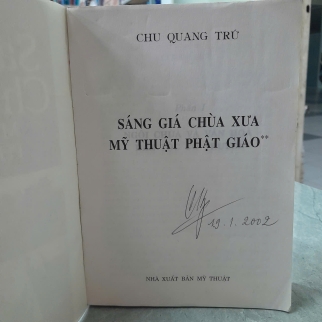 CHU QUANG TRỨ
SÁNG GIÁ CHÙA XƯA
MỸ THUẬT PHẬT GIÁO**
19.1.2002
NHÀ XUẤT BẢN MỸ THUẬT